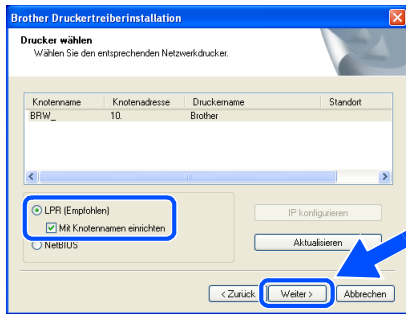 Brother Druckertreiberinstallation
Drucker wählen
Wählen Sie den entsprechenden Netzwerkdrucker.
Knotenname Knotenadresse Druckername Standort
BRW_ 10. Brother
LPR (Empfohlen)
Mit Knotennamen einrichten
NetBIOS
IP konfigurieren
Aktualisieren
< Zurück Weiter > Abbrechen